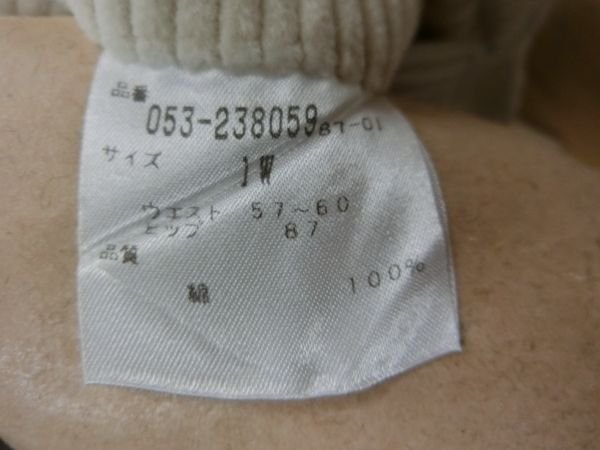 品番
053-238059 87-01
サイズ
1W
ウエスト 57～60
ヒップ 87
品質
綿 100%